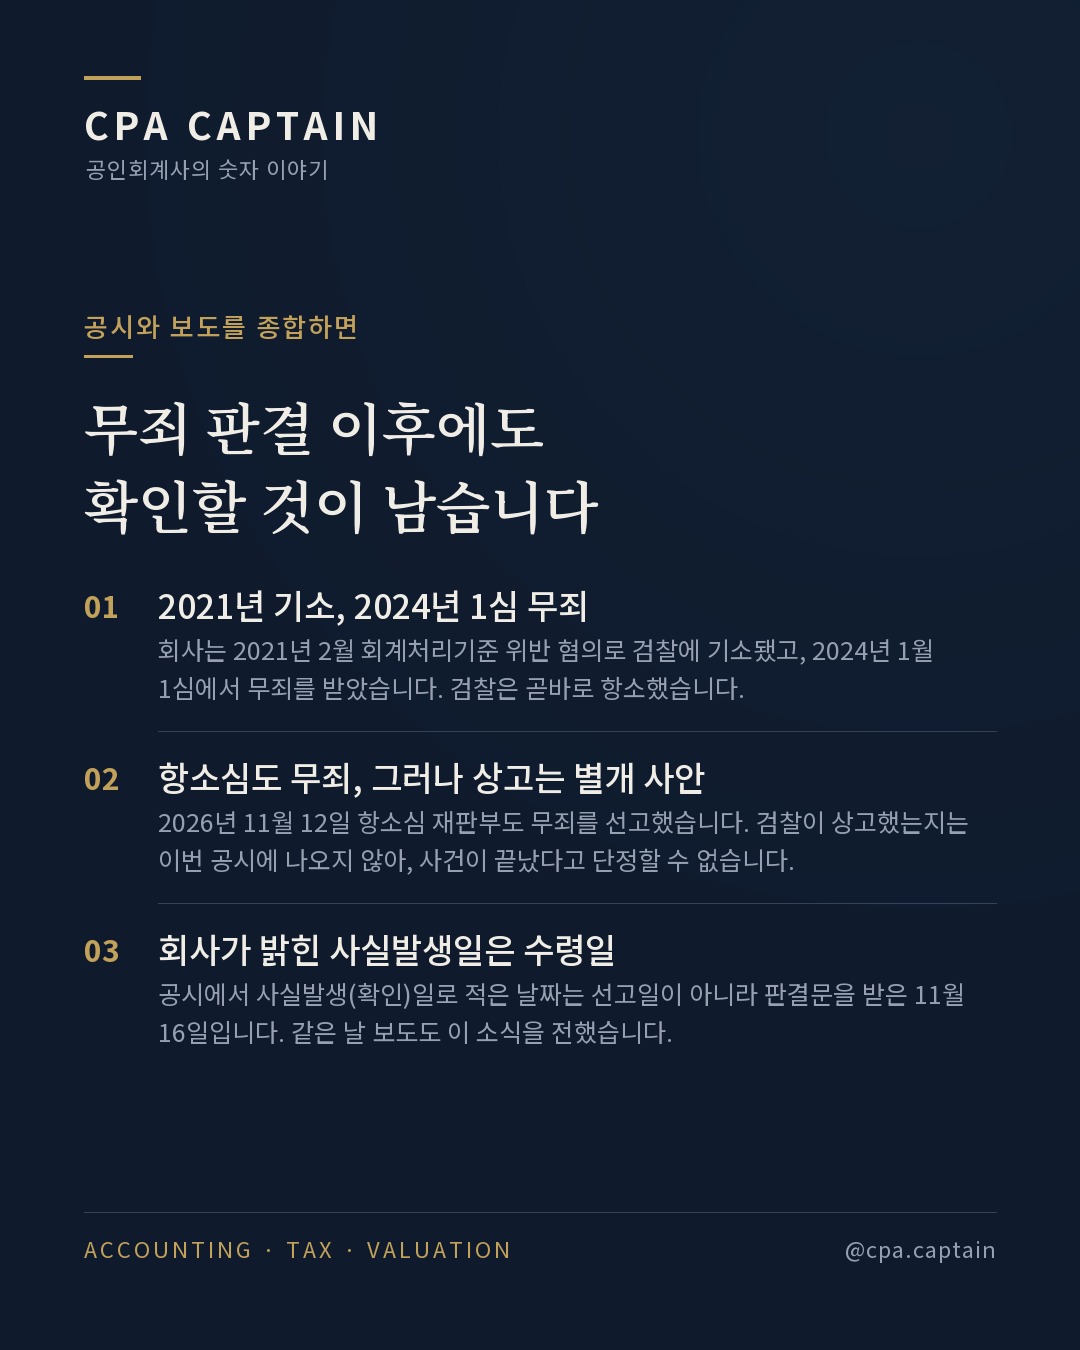 CPA CAPTAIN
공인회계사의 숫자 이야기
공시와 보도를 종합하면
무죄 판결 이후에도
확인할 것이 남습니다
01 2021년 기소, 2024년 1심 무죄
회사는 2021년 2월 회계처리기준 위반 혐의로 검찰에 기소됐고, 2024년 1월
1심에서 무죄를 받았습니다. 검찰은 곧바로 항소했습니다.
02 항소심도 무죄, 그러나 상고는 별개 사안
2026년 11월 12일 항소심 재판부도 무죄를 선고했습니다. 검찰이 상고했는지는
이번 공시에 나오지 않아, 사건이 끝났다고 단정할 수 없습니다.
03 회사가 밝힌 사실발생일은 수령일
공시에서 사실발생(확인)일로 적은 날짜는 선고일이 아니라 판결문을 받은 11월
16일입니다. 같은 날 보도도 이 소식을 전했습니다.
ACCOUNTING · TAX · VALUATION
@cpa.captain